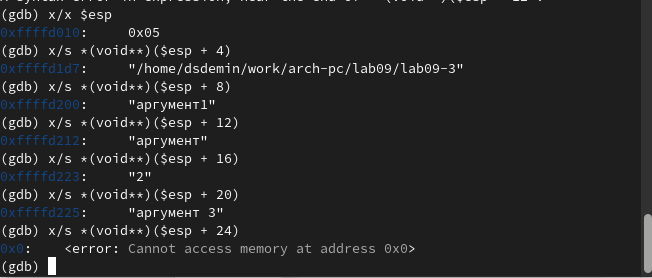 (gdb) x/x $esp
0xffffd010: 0x05
(gdb) x/s *(void**)($esp + 4)
0xffffd1d7: "/home/dsdemin/work/arch-pc/lab09/lab09-3"
(gdb) x/s *(void**)($esp + 8)
0xffffd200: "аргумент1"
(gdb) x/s *(void**)($esp + 12)
0xffffd212: "аргумент"
(gdb) x/s *(void**)($esp + 16)
0xffffd223: "2"
(gdb) x/s *(void**)($esp + 20)
0xffffd225: "аргумент 3"
(gdb) x/s *(void**)($esp + 24)
0x0: <error: Cannot access memory at address 0x0>
(gdb)